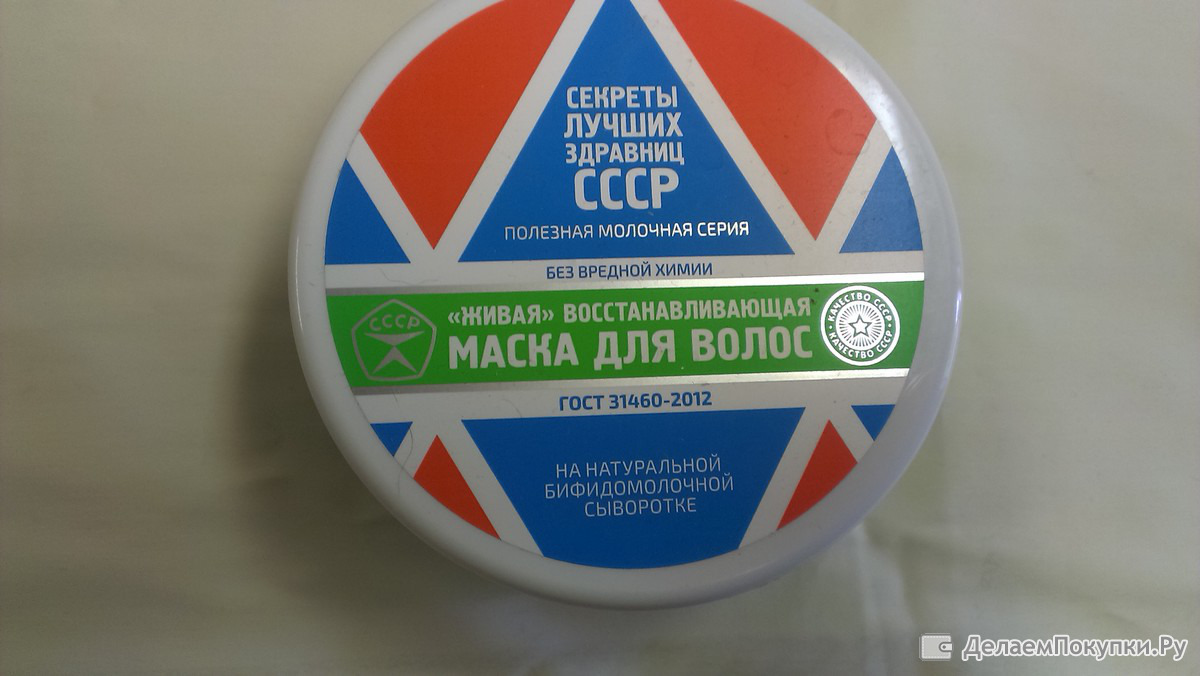 СЕКРЕТЫ
ЛУЧШИХ
ЗДРАВНИЦ
СССР
ПОЛЕЗНАЯ МОЛОЧНАЯ СЕРИЯ
БЕЗ ВРЕДНОЙ ХИМИИ
СССР
«ЖИВАЯ» ВОССТАНАВЛИВАЮЩАЯ
МАСКА ДЛЯ ВОЛОС
КАЧЕСТВО СССР
КАЧЕСТВО СССР
ГОСТ 31460-2012
НА НАТУРАЛЬНОЙ
БИФИДОМОЛОЧНОЙ
СЫВОРОТКЕ
ДелаемПокупки.Ру